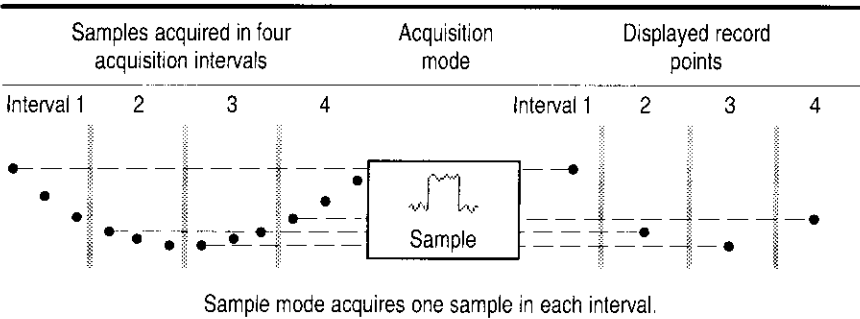 Samples acquired in four
acquisition intervals
Acquisition
mode
Displayed record
points
Interval 1 2 3 4
Interval 1 2 3 4
Sample
Sample mode acquires one sample in each interval.